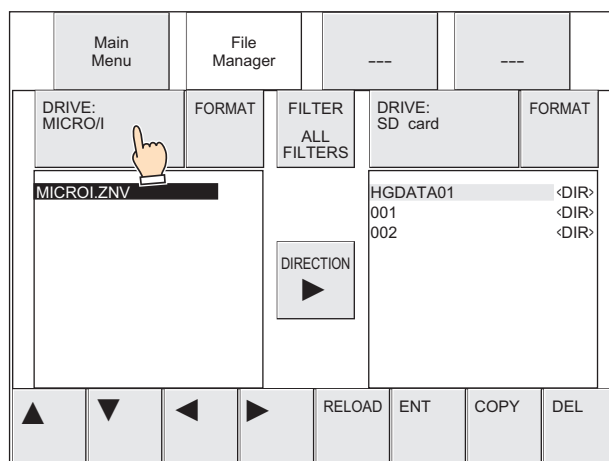 Main
Menu
File
Manager
---
---
DRIVE:
MICRO/I
FORMAT
FILTER
ALL
FILTERS
DRIVE:
SD card
FORMAT
MICROI.ZNV
HGDATA01 <DIR>
001 <DIR>
002 <DIR>
DIRECTION
▶
▲ ▼ ◀ ▶ RELOAD ENT COPY DEL